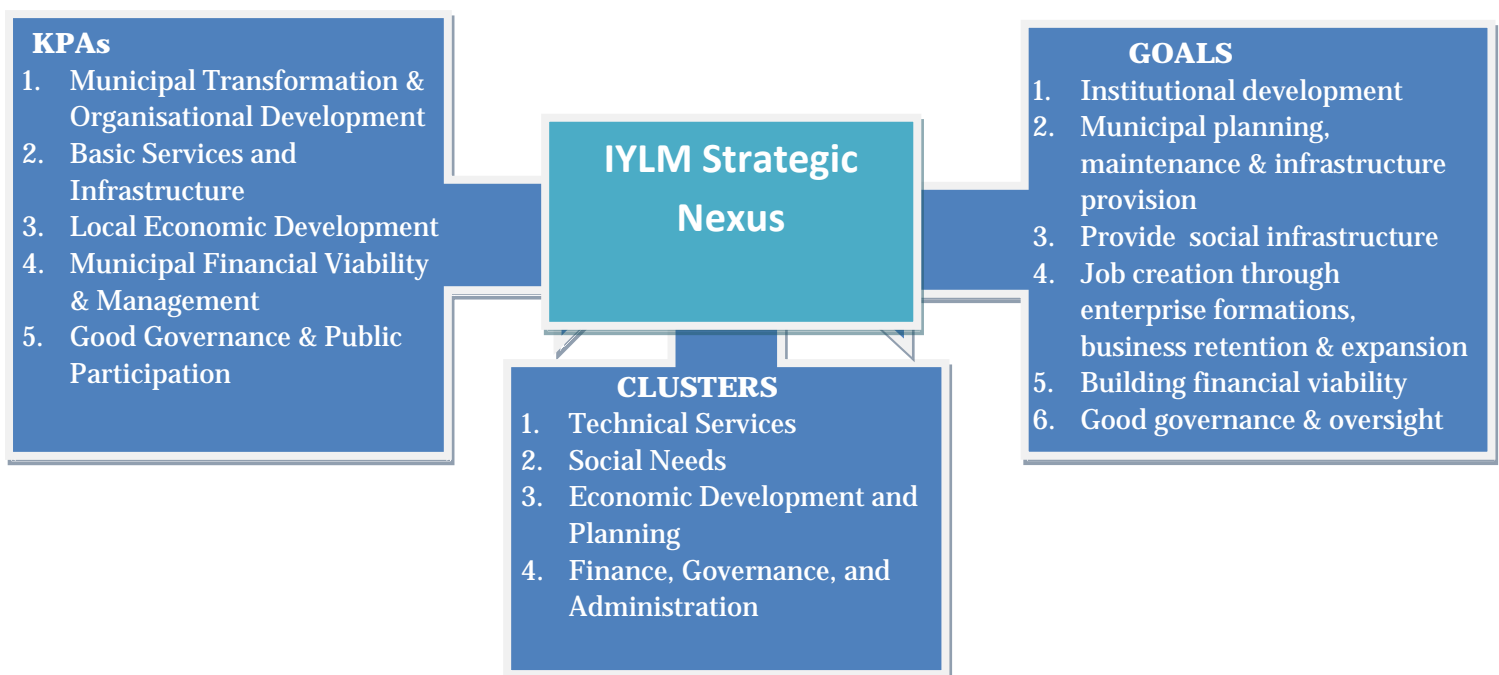 KPAs
1. Municipal Transformation &
Organisational Development
2. Basic Services and
Infrastructure
3. Local Economic Development
4. Municipal Financial Viability
& Management
5. Good Governance & Public
Participation
IYLM Strategic
Nexus
GOALS
1. Institutional development
2. Municipal planning,
maintenance & infrastructure
provision
3. Provide social infrastructure
4. Job creation through
enterprise formations,
business retention & expansion
5. Building financial viability
6. Good governance & oversight
CLUSTERS
1. Technical Services
2. Social Needs
3. Economic Development and
Planning
4. Finance, Governance, and
Administration